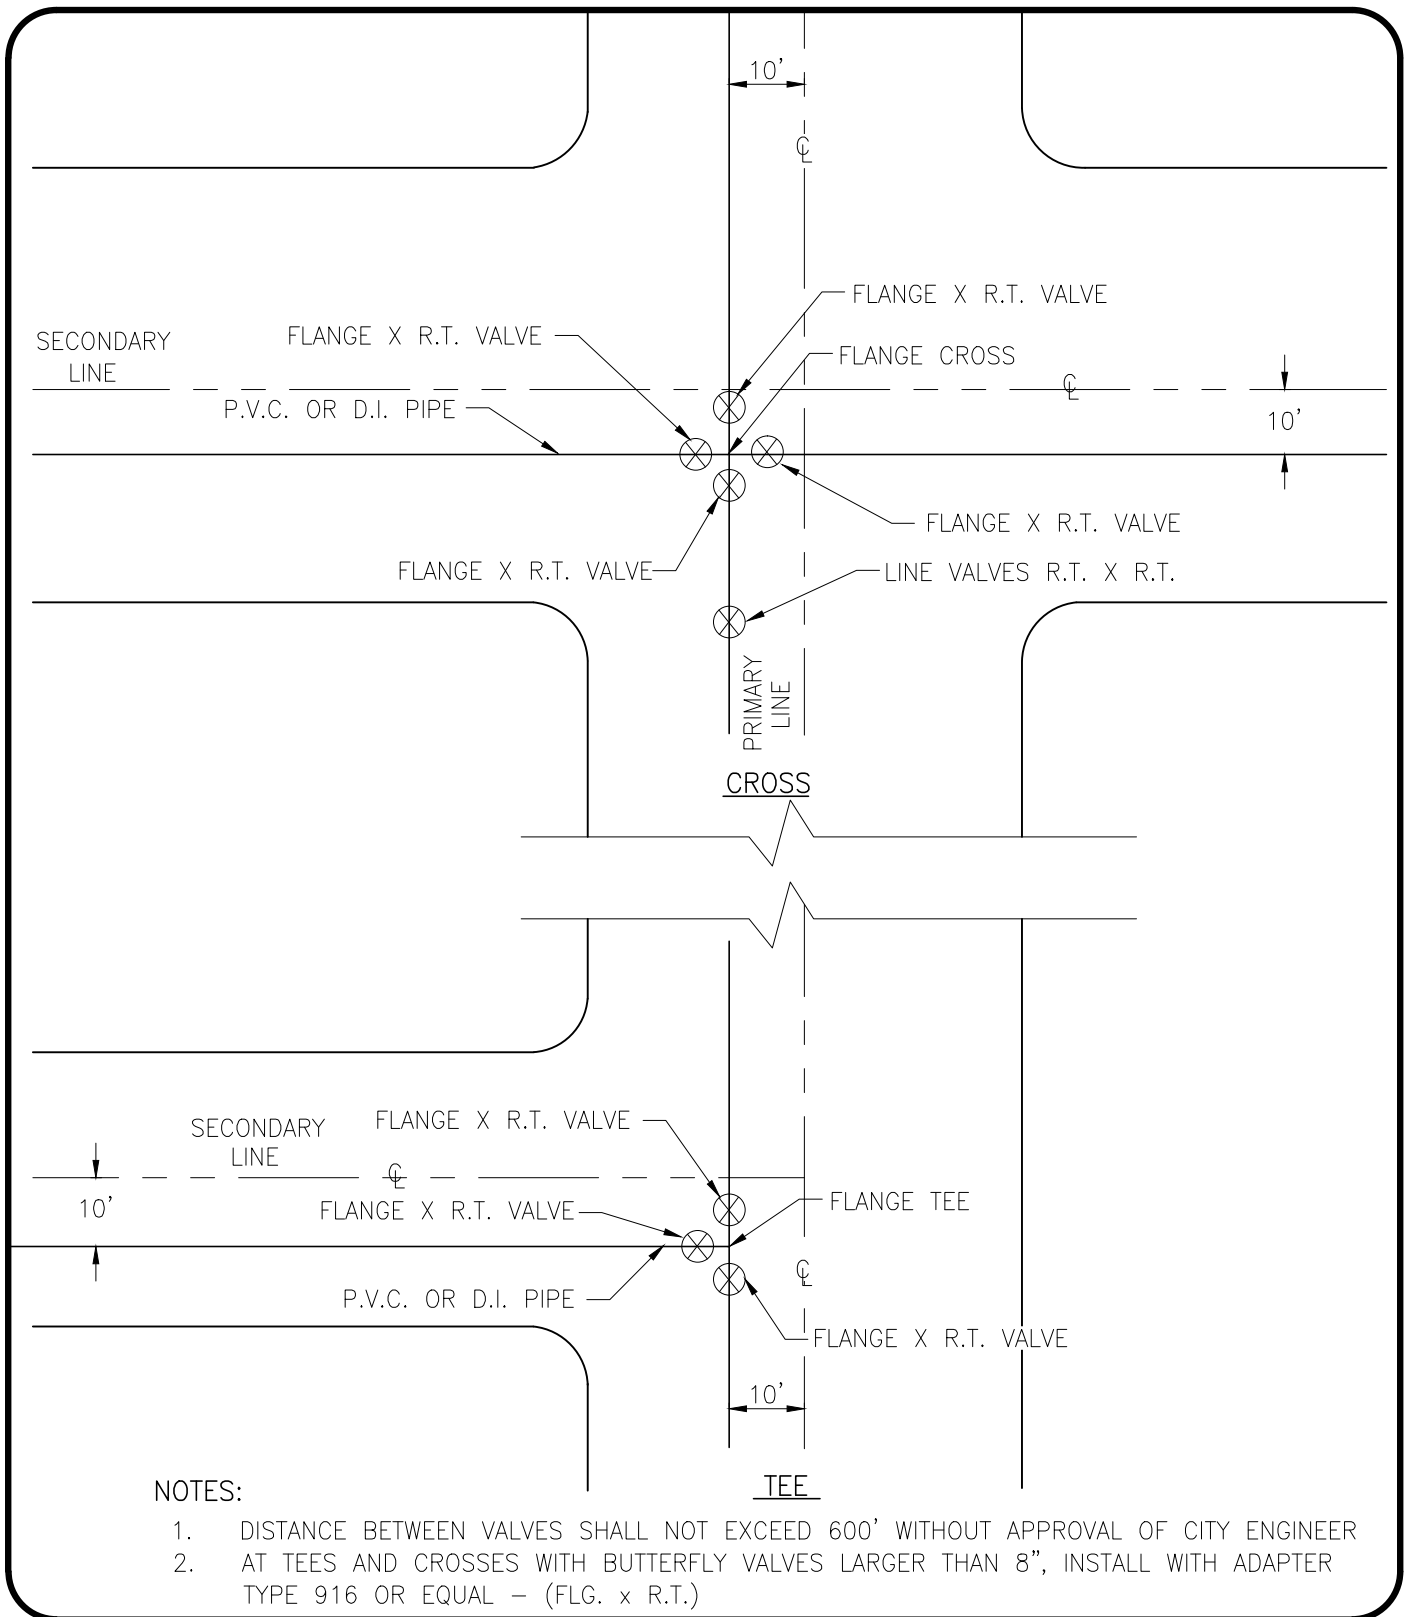 10'
℄
FLANGE X R.T. VALVE
FLANGE X R.T. VALVE
SECONDARY
LINE
FLANGE CROSS
℄
P.V.C. OR D.I. PIPE
10'
FLANGE X R.T. VALVE
FLANGE X R.T. VALVE
LINE VALVES R.T. X R.T.
PRIMARY
LINE
CROSS
FLANGE X R.T. VALVE
SECONDARY
LINE
℄
10'
FLANGE X R.T. VALVE
FLANGE TEE
℄
P.V.C. OR D.I. PIPE
FLANGE X R.T. VALVE
10'
TEE
NOTES:
1. DISTANCE BETWEEN VALVES SHALL NOT EXCEED 600' WITHOUT APPROVAL OF CITY ENGINEER
2. AT TEES AND CROSSES WITH BUTTERFLY VALVES LARGER THAN 8", INSTALL WITH ADAPTER
TYPE 916 OR EQUAL – (FLG. x R.T.)